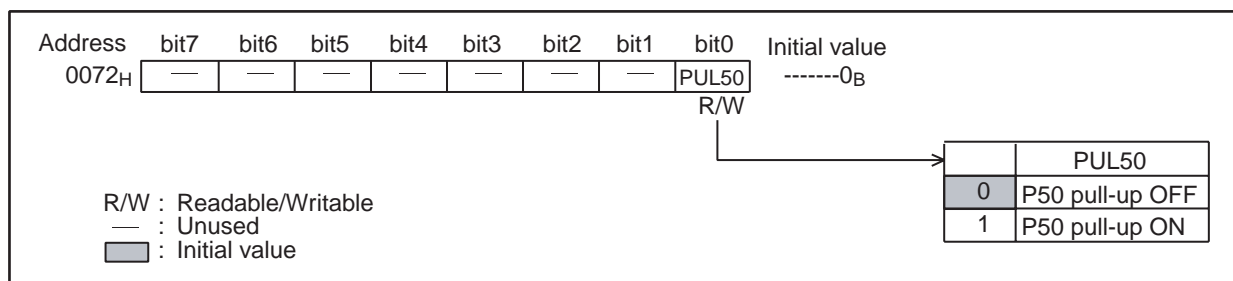 Address bit7 bit6 bit5 bit4 bit3 bit2 bit1 bit0 Initial value
0072H — — — — — — — PUL50 -------0B
R/W
PUL50
0 P50 pull-up OFF
1 P50 pull-up ON
R/W : Readable/Writable
— : Unused
: Initial value